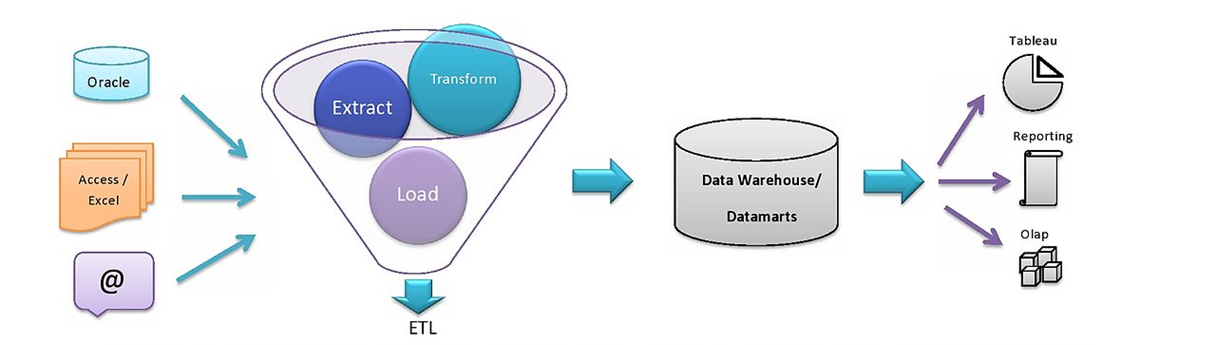 Oracle
Access /
Excel
@
Extract
Transform
Load
ETL
Data Warehouse/
Datamarts
Tableau
Reporting
Olap